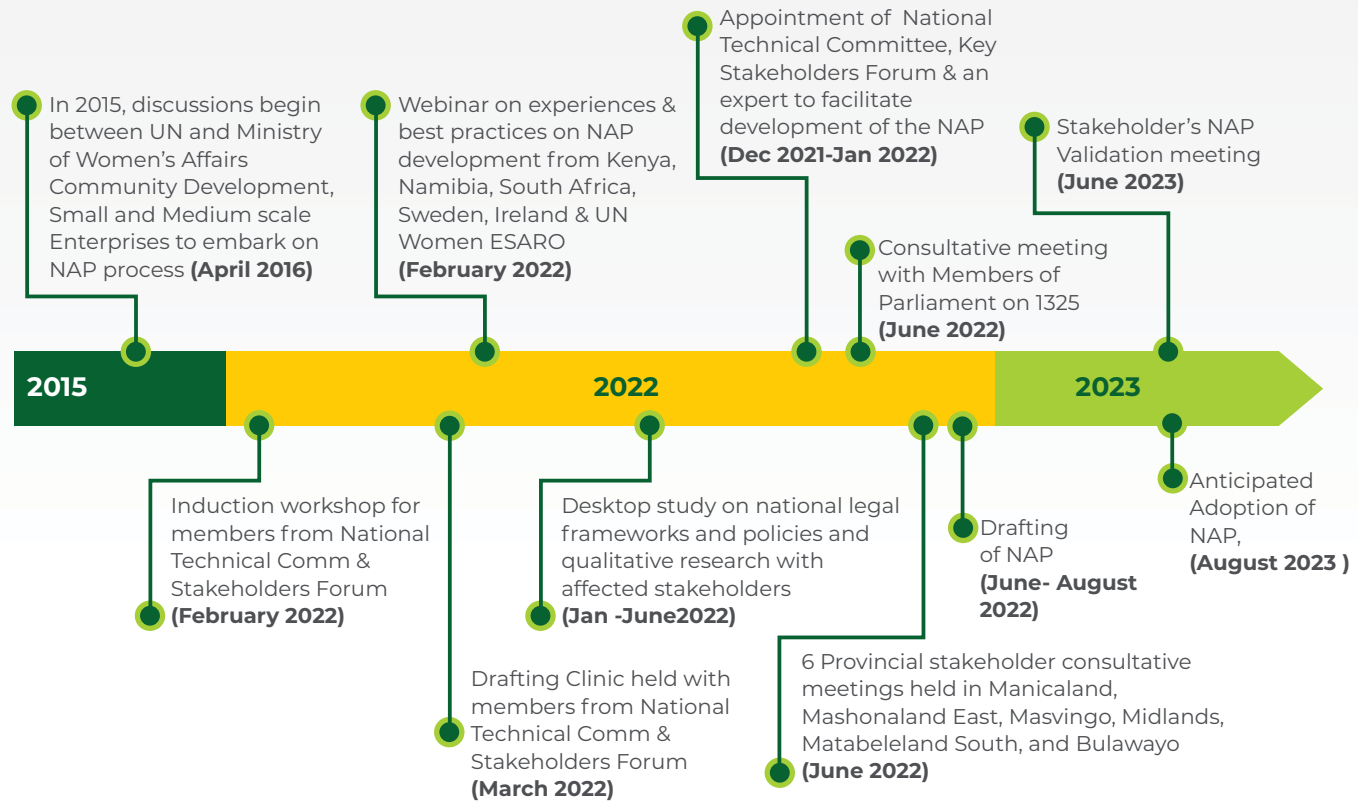 In 2015, discussions begin
between UN and Ministry
of Women's Affairs
Community Development,
Small and Medium scale
Enterprises to embark on
NAP process (April 2016)
Webinar on experiences &
best practices on NAP
development from Kenya,
Namibia, South Africa,
Sweden, Ireland & UN
Women ESARO
(February 2022)
Appointment of National
Technical Committee, Key
Stakeholders Forum & an
expert to facilitate
development of the NAP
(Dec 2021-Jan 2022)
Consultative meeting
with Members of
Parliament on 1325
(June 2022)
Stakeholder's NAP
Validation meeting
(June 2023)
2015
2022
2023
Induction workshop for
members from National
Technical Comm &
Stakeholders Forum
(February 2022)
Drafting Clinic held with
members from National
Technical Comm &
Stakeholders Forum
(March 2022)
Desktop study on national legal
frameworks and policies and
qualitative research with
affected stakeholders
(Jan -June2022)
6 Provincial stakeholder consultative
meetings held in Manicaland,
Mashonaland East, Masvingo, Midlands,
Matabeleland South, and Bulawayo
(June 2022)
Drafting
of NAP
(June- August
2022)
Anticipated
Adoption of
NAP,
(August 2023 )